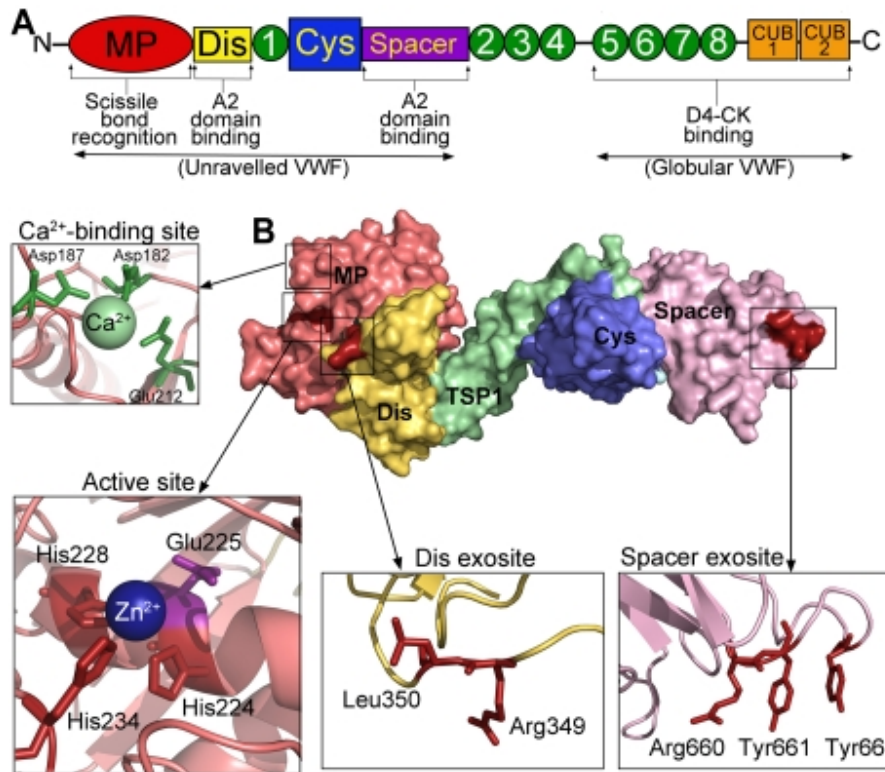 A
N
MP
Dis
1
Cys
Spacer
2
3
4
5
6
7
8
CUB
1
CUB
2
C
Scissile
bond
recognition
A2
domain
binding
A2
domain
binding
D4-CK
binding
(Unravelled VWF)
(Globular VWF)
Ca²⁺-binding site
Asp187
Asp182
Ca²⁺
Glu212
B
MP
Dis
TSP1
Cys
Spacer
Active site
His228
Glu225
Zn²⁺
His234
His224
Dis exosite
Leu350
Arg349
Spacer exosite
Arg660
Tyr661
Tyr66